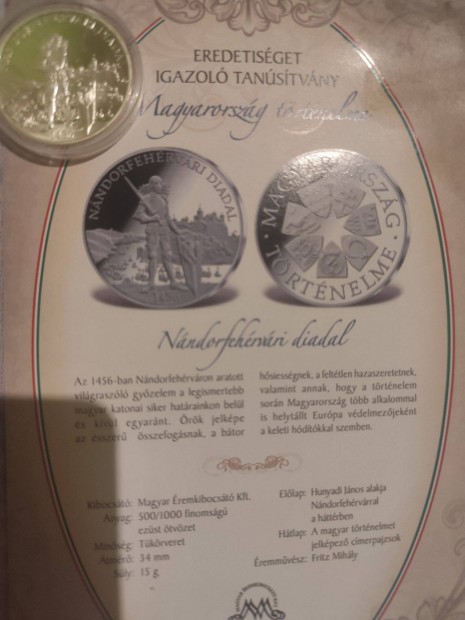 EREDETISÉGET
IGAZOLÓ TANÚSÍTVÁNY
Magyarország történelme
NÁNDORFEHÉRVÁRI DIADAL
MAGYARORSZÁG
TÖRTÉNELME
Nándorfehérvári diadal
Az 1456-ban Nándorfehérváron aratott
világraszóló győzelem a legismertebb
magyar katonai siker határainkon belül
és kívül egyaránt. Örök jelképe
az ésszerű összefogásnak, a bátor
hősiességnek, a feltétlen hazaszeretetnek,
valamint annak, hogy a történelem
során Magyarország több alkalommal
is helytállt Európa védelmezőjeként
a keleti hódítókkal szemben.
Kibocsátó: Magyar Éremkibocsátó Kft.
Anyag: 500/1000 finomságú
ezüst ötvözet
Minőség: Tükörveret
Átmérő: 34 mm
Súly: 15 g
Előlap: Hunyadi János alakja
Nándorfehérvárral
a háttérben
Hátlap: A magyar történelmet
jelképező címerpajzsok
Éremművész: Fritz Mihály